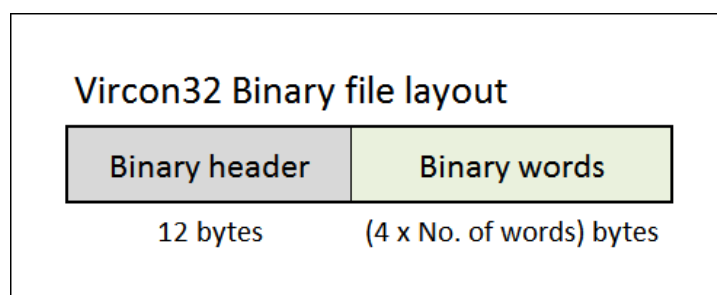 Vircon32 Binary file layout
Binary header Binary words
12 bytes (4 x No. of words) bytes